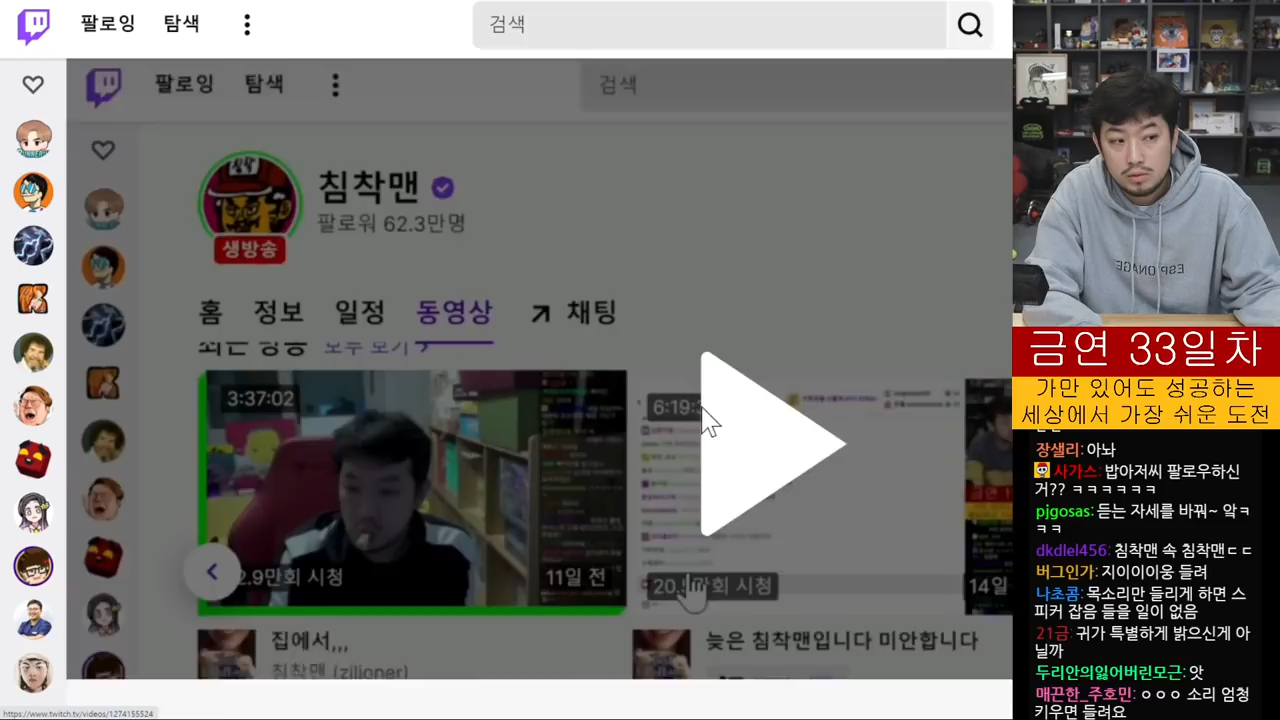 팔로잉 탐색
검색
팔로잉 탐색
검색
침착맨
팔로워 62.3만명
생방송
홈 정보 일정 동영상 채팅
모두 보기
3:37:02
6:19:
2.9만회 시청
11일 전
만회 시청
14일
집에서,,,
침착맨 (zilioner)
늦은 침착맨입니다 미안합니다
https://www.twitch.tv/videos/1274155524
ESPIONAGE
금연 33일차
가만 있어도 성공하는
세상에서 가장 쉬운 도전
장샐리: 아놔
사갸스: 밥아저씨 팔로우하신
거?? ㅋㅋㅋㅋㅋㅋ
pjgosas: 듣는 자세를 바꿔~ 악ㅋ
ㅋㅋ
dkdlel456: 침착맨 속 침착맨ㄷㄷ
버그인가: 지이이이웅 들려
나초콤: 목소리만 들리게 하면 스
피커 잡음 들을 일이 없음
21금: 귀가 특별하게 밝으신게 아
닐까
두리안의잃어버린모근: 앗
매끈한_주호민: ㅇㅇㅇ 소리 엄청
키우면 들려요